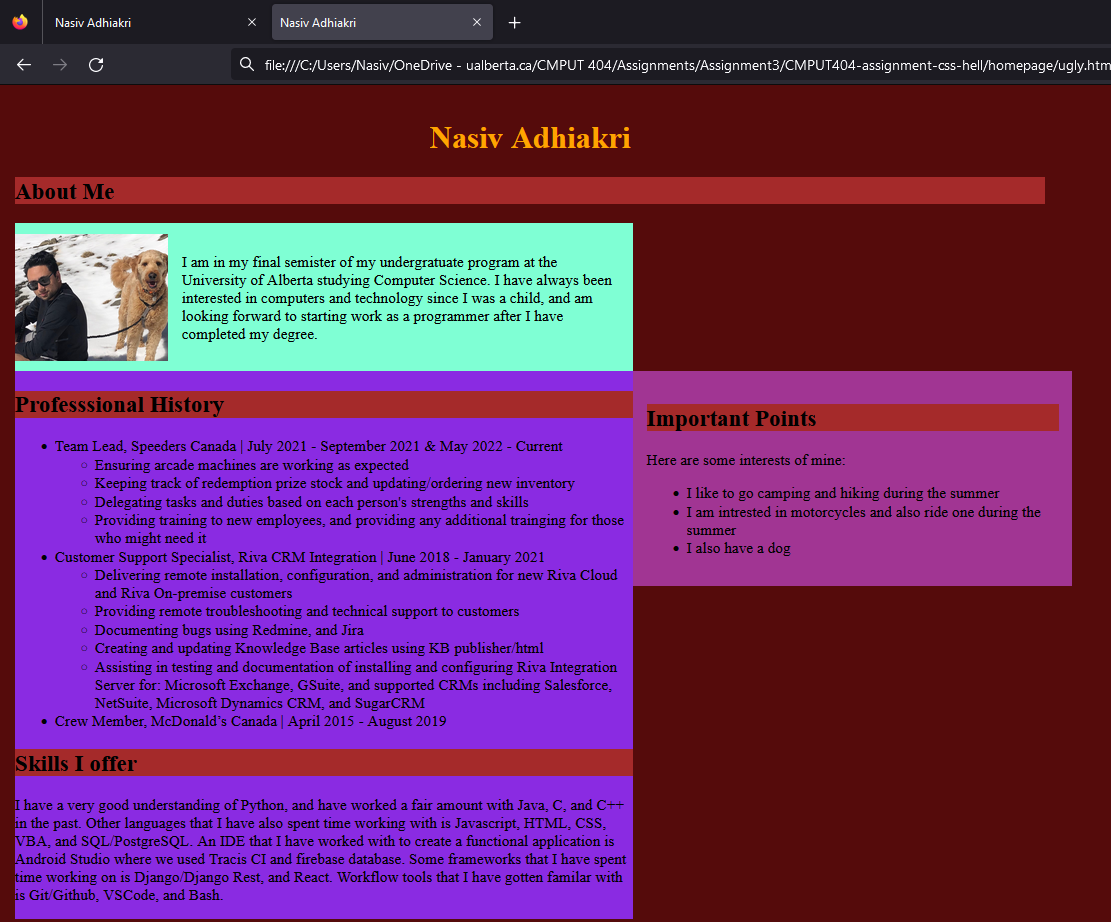 Nasiv Adhiakri
Nasiv Adhiakri
file:///C:/Users/Nasiv/OneDrive - ualberta.ca/CMPUT 404/Assignments/Assignment3/CMPUT404-assignment-css-hell/homepage/ugly.htm
Nasiv Adhiakri
About Me
I am in my final semister of my undergratuate program at the
University of Alberta studying Computer Science. I have always been
interested in computers and technology since I was a child, and am
looking forward to starting work as a programmer after I have
completed my degree.
Professsional History
• Team Lead, Speeders Canada | July 2021 - September 2021 & May 2022 - Current
◦ Ensuring arcade machines are working as expected
◦ Keeping track of redemption prize stock and updating/ordering new inventory
◦ Delegating tasks and duties based on each person's strengths and skills
◦ Providing training to new employees, and providing any additional trainging for those
who might need it
• Customer Support Specialist, Riva CRM Integration | June 2018 - January 2021
◦ Delivering remote installation, configuration, and administration for new Riva Cloud
and Riva On-premise customers
◦ Providing remote troubleshooting and technical support to customers
◦ Documenting bugs using Redmine, and Jira
◦ Creating and updating Knowledge Base articles using KB publisher/html
◦ Assisting in testing and documentation of installing and configuring Riva Integration
Server for: Microsoft Exchange, GSuite, and supported CRMs including Salesforce,
NetSuite, Microsoft Dynamics CRM, and SugarCRM
• Crew Member, McDonald’s Canada | April 2015 - August 2019
Skills I offer
I have a very good understanding of Python, and have worked a fair amount with Java, C, and C++
in the past. Other languages that I have also spent time working with is Javascript, HTML, CSS,
VBA, and SQL/PostgreSQL. An IDE that I have worked with to create a functional application is
Android Studio where we used Tracis CI and firebase database. Some frameworks that I have spent
time working on is Django/Django Rest, and React. Workflow tools that I have gotten familar with
is Git/Github, VSCode, and Bash.
Important Points
Here are some interests of mine:
• I like to go camping and hiking during the summer
• I am intrested in motorcycles and also ride one during the
summer
• I also have a dog